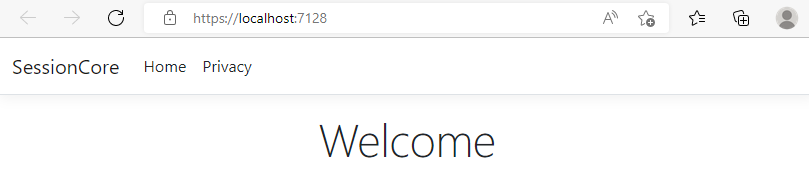 https://localhost:7128
SessionCore Home Privacy
Welcome